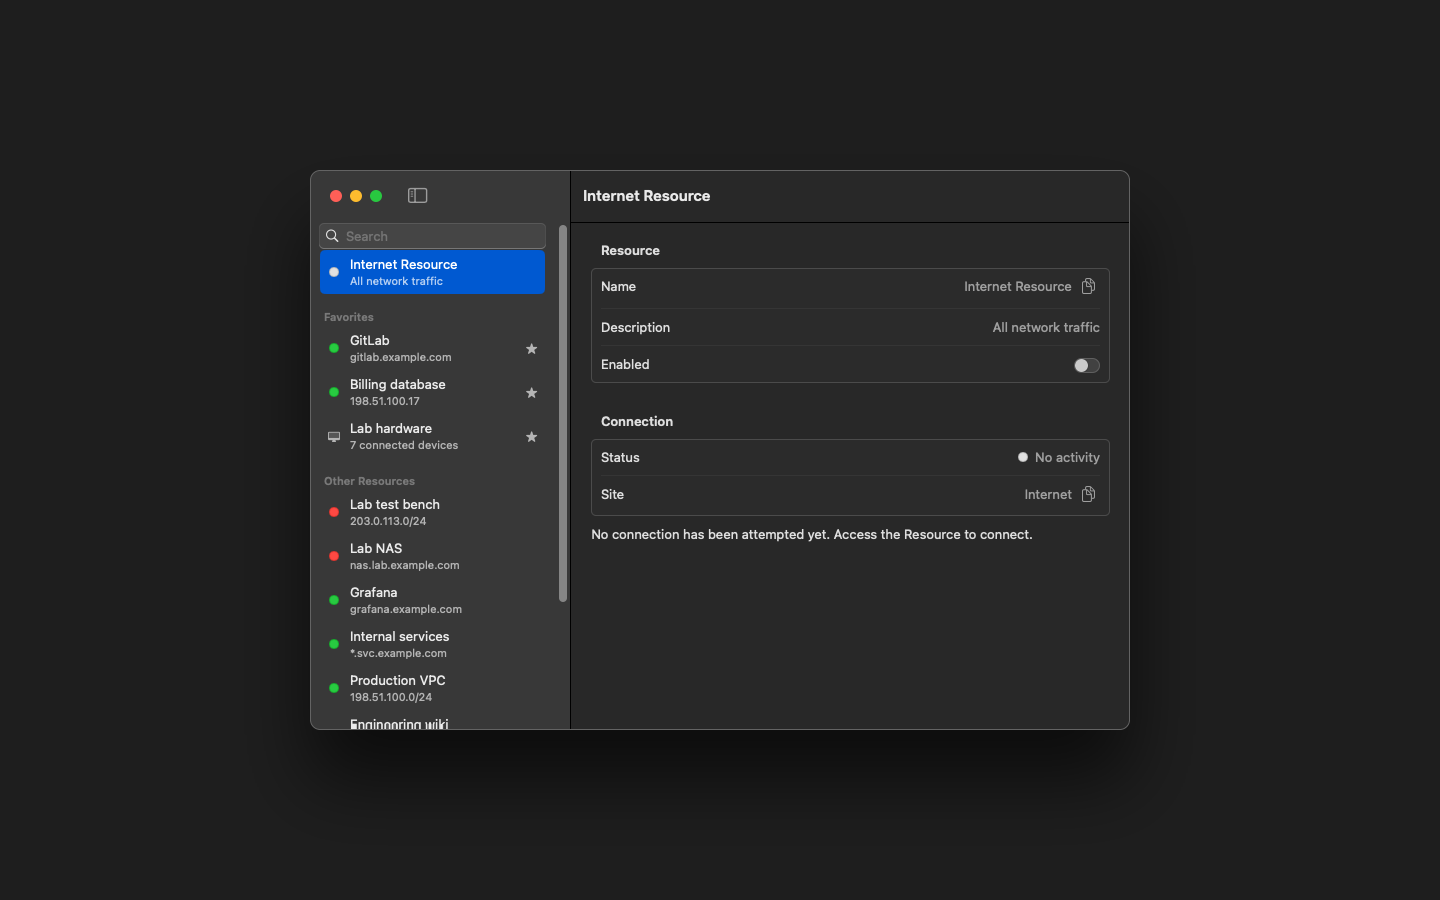 Internet Resource
Search
Internet Resource
All network traffic
Favorites
GitLab
gitlab.example.com
Billing database
198.51.100.17
Lab hardware
7 connected devices
Other Resources
Lab test bench
203.0.113.0/24
Lab NAS
nas.lab.example.com
Grafana
grafana.example.com
Internal services
*.svc.example.com
Production VPC
198.51.100.0/24
Engineering wiki
Resource
Name Internet Resource
Description All network traffic
Enabled
Connection
Status No activity
Site Internet
No connection has been attempted yet. Access the Resource to connect.